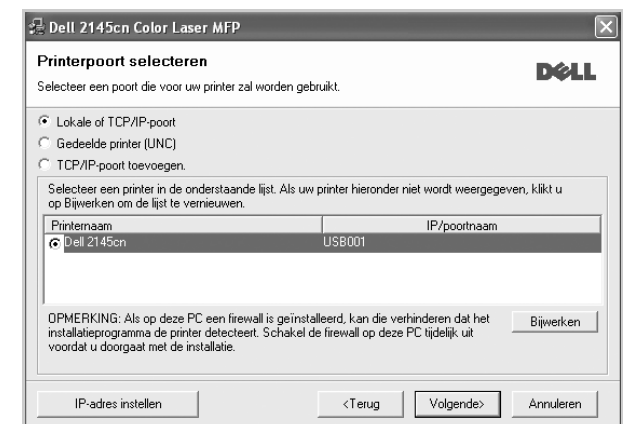 Dell 2145cn Color Laser MFP
Printerpoort selecteren
Selecteer een poort die voor uw printer zal worden gebruikt.
DELL
Lokale of TCP/IP-poort
Gedeelde printer (UNC)
TCP/IP-poort toevoegen.
Selecteer een printer in de onderstaande lijst. Als uw printer hieronder niet wordt weergegeven, klikt u
op Bijwerken om de lijst te vernieuwen.
Printernaam IP/poortnaam
Dell 2145cn USB001
OPMERKING: Als op deze PC een firewall is geïnstalleerd, kan die verhinderen dat het
installatieprogramma de printer detecteert. Schakel de firewall op deze PC tijdelijk uit
voordat u doorgaat met de installatie.
Bijwerken
IP-adres instellen <Terug Volgende> Annuleren